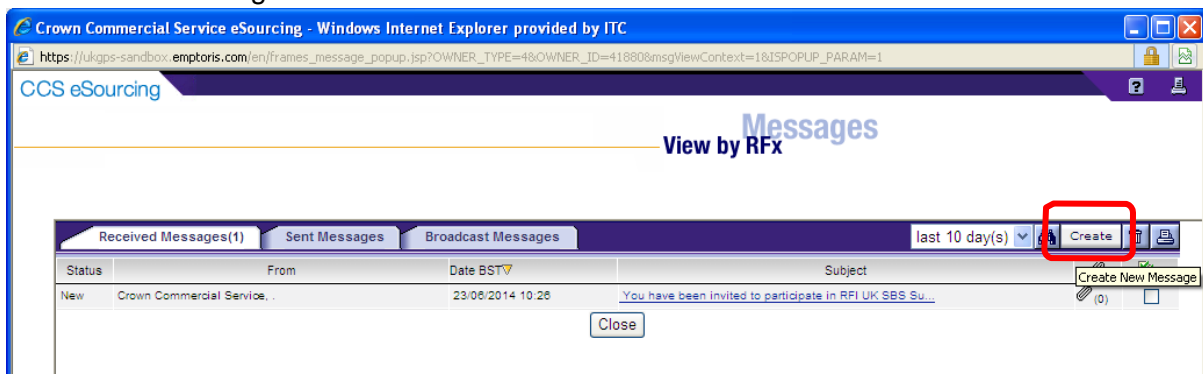 Crown Commercial Service eSourcing - Windows Internet Explorer provided by ITC
https://ukgps-sandbox.emptoris.com/en/frames_message_popup.jsp?OWNER_TYPE=4&OWNER_ID=41880&msgViewContext=1&ISPOPUP_PARAM=1
CCS eSourcing
Messages
View by RFx
Received Messages(1) Sent Messages Broadcast Messages last 10 day(s) Create
Status From Date BST Subject
Create New Message
New Crown Commercial Service, . 23/06/2014 10:26 You have been invited to participate in RFI UK SBS Su... (0)
Close